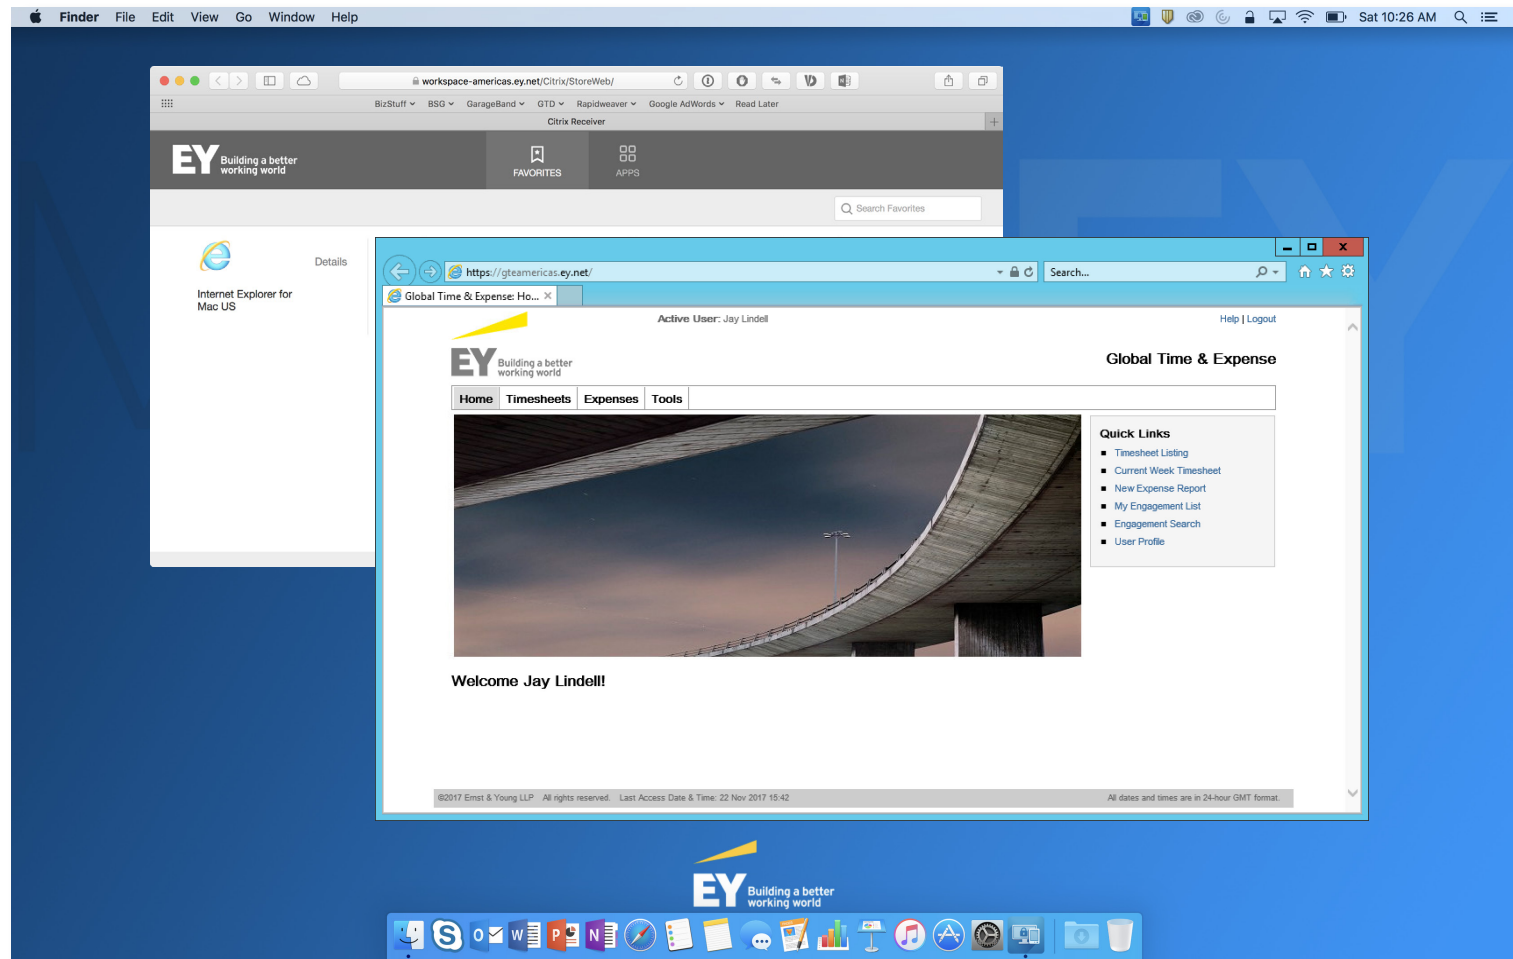 Finder File Edit View Go Window Help Sat 10:26 AM
workspace-americas.ey.net/Citrix/StoreWeb/
BizStuff BSG GarageBand GTD Rapidweaver Google AdWords Read Later
Citrix Receiver
EY Building a better
working world
FAVORITES APPS
Search Favorites
Details
Internet Explorer for
Mac US
X
https://gteamericas.ey.net/ Search...
Global Time & Expense: Ho... ×
Active User: Jay Lindell Help | Logout
EY Building a better
working world
Global Time & Expense
Home Timesheets Expenses Tools
Quick Links
Timesheet Listing
Current Week Timesheet
New Expense Report
My Engagement List
Engagement Search
User Profile
Welcome Jay Lindell!
©2017 Ernst & Young LLP All rights reserved. Last Access Date & Time: 22 Nov 2017 15:42 All dates and times are in 24-hour GMT format.
EY Building a better
working world